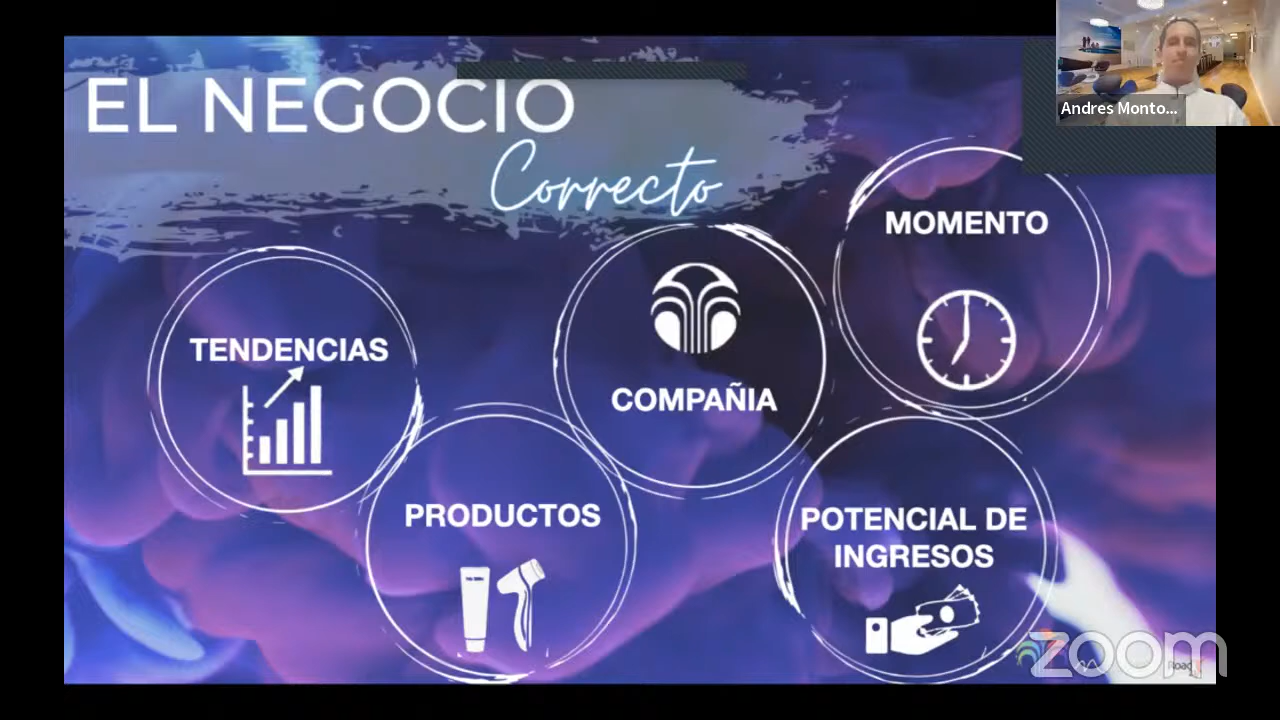 EL NEGOCIO
Correcto
Andres Monto...
MOMENTO
TENDENCIAS
COMPAÑIA
PRODUCTOS
POTENCIAL DE
INGRESOS
zoom